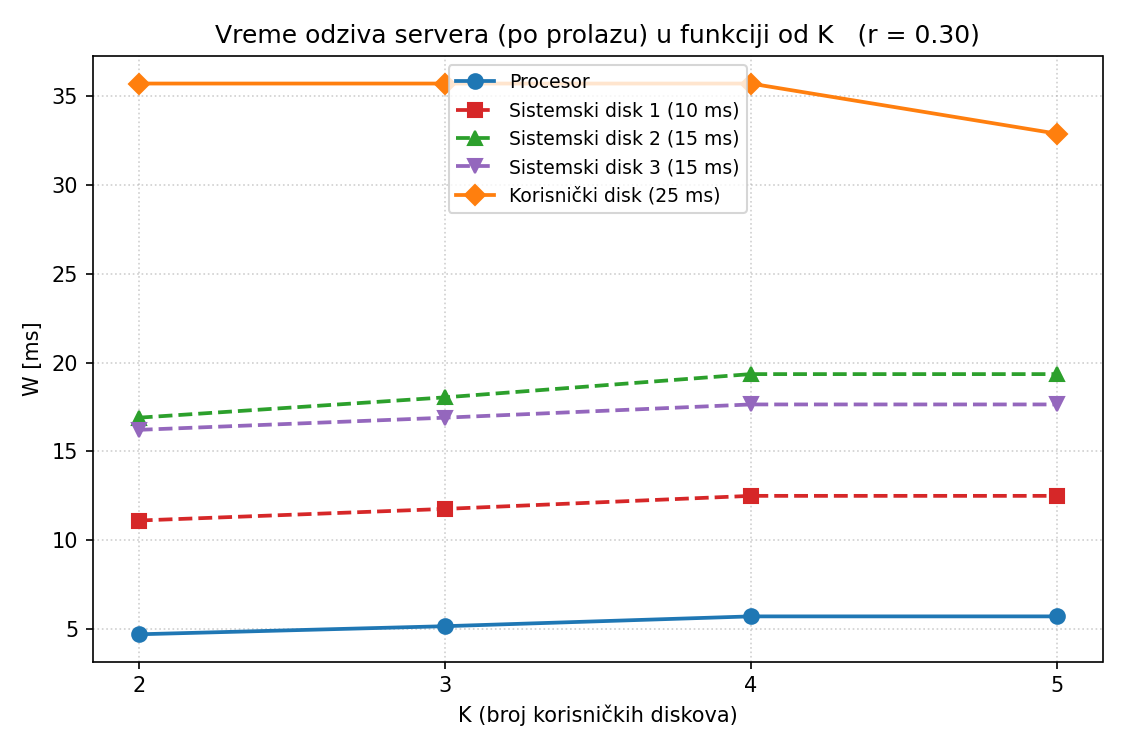 Vreme odziva servera (po prolazu) u funkciji od K (r = 0.30)
W [ms]
35
30
25
20
15
10
5
Procesor
Sistemski disk 1 (10 ms)
Sistemski disk 2 (15 ms)
Sistemski disk 3 (15 ms)
Korisnički disk (25 ms)
2 3 4 5
K (broj korisničkih diskova)